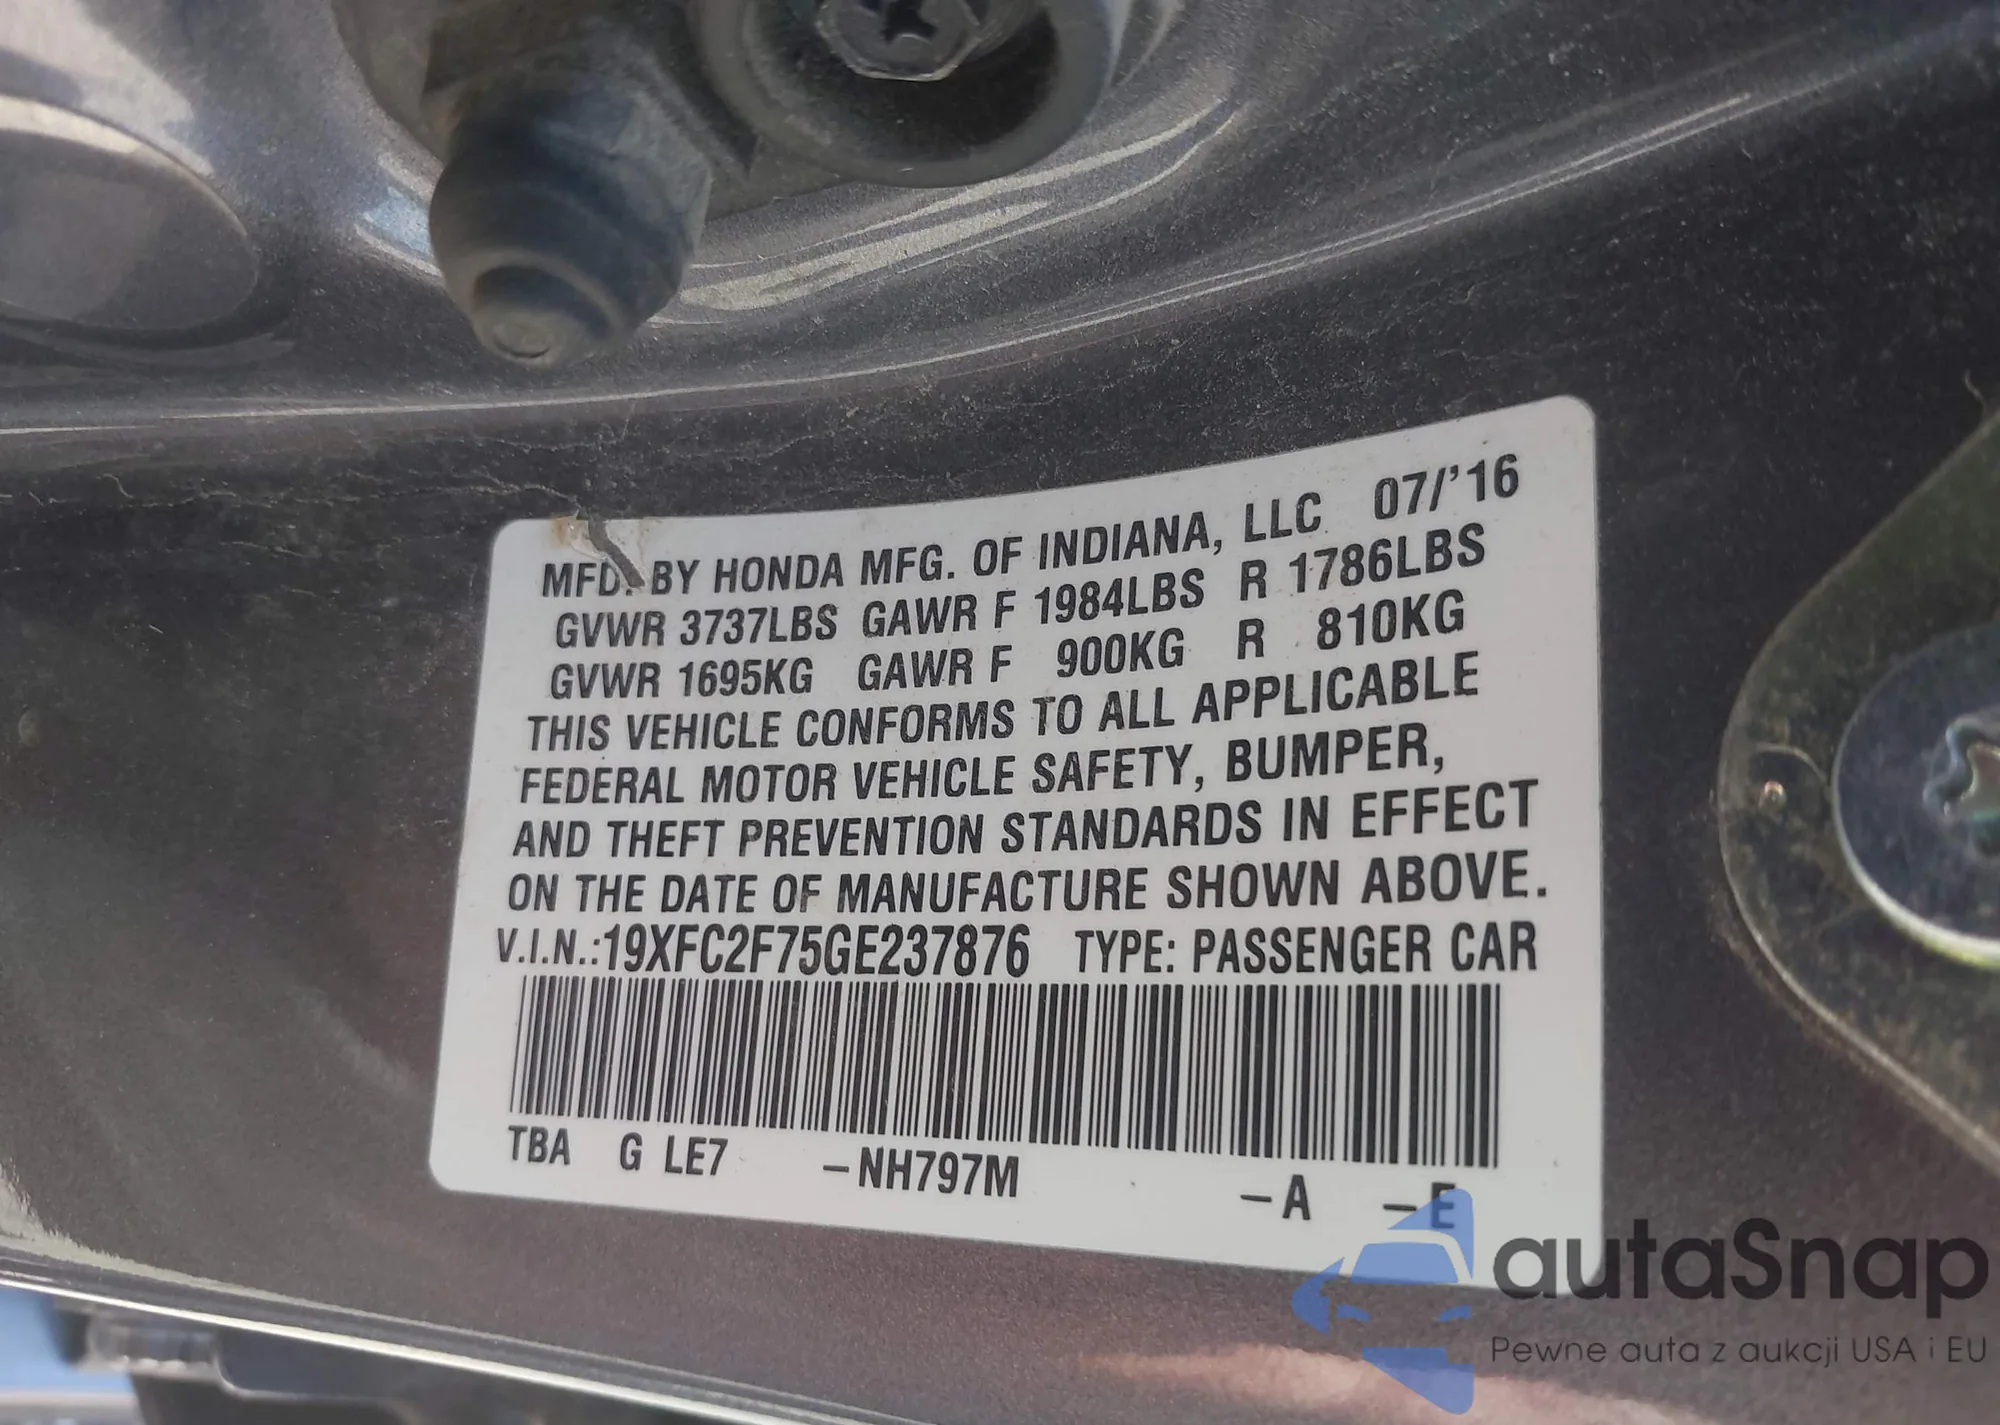 MFD. BY HONDA MFG. OF INDIANA, LLC 07/'16
GVWR 3737LBS GAWR F 1984LBS R 1786LBS
GVWR 1695KG GAWR F 900KG R 810KG
THIS VEHICLE CONFORMS TO ALL APPLICABLE
FEDERAL MOTOR VEHICLE SAFETY, BUMPER,
AND THEFT PREVENTION STANDARDS IN EFFECT
ON THE DATE OF MANUFACTURE SHOWN ABOVE.
V.I.N.:19XFC2F75GE237876 TYPE: PASSENGER CAR
TBA G LE7 –NH797M –A –E
autaSnap
Pewne auta z aukcji USA i EU